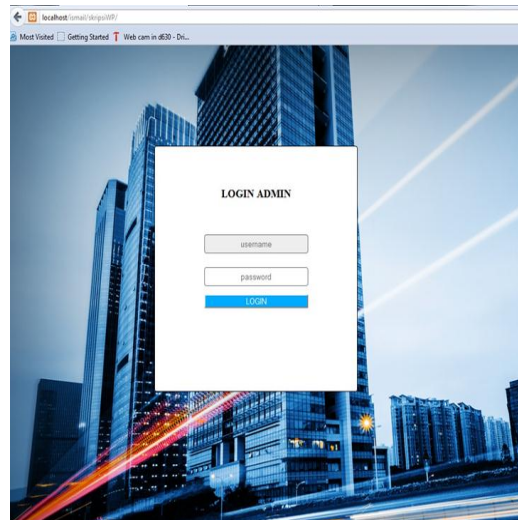 localhost/ismail/skripsiWP/
Most Visited Getting Started Web cam in d630 - Dri...
LOGIN ADMIN
username
password
LOGIN